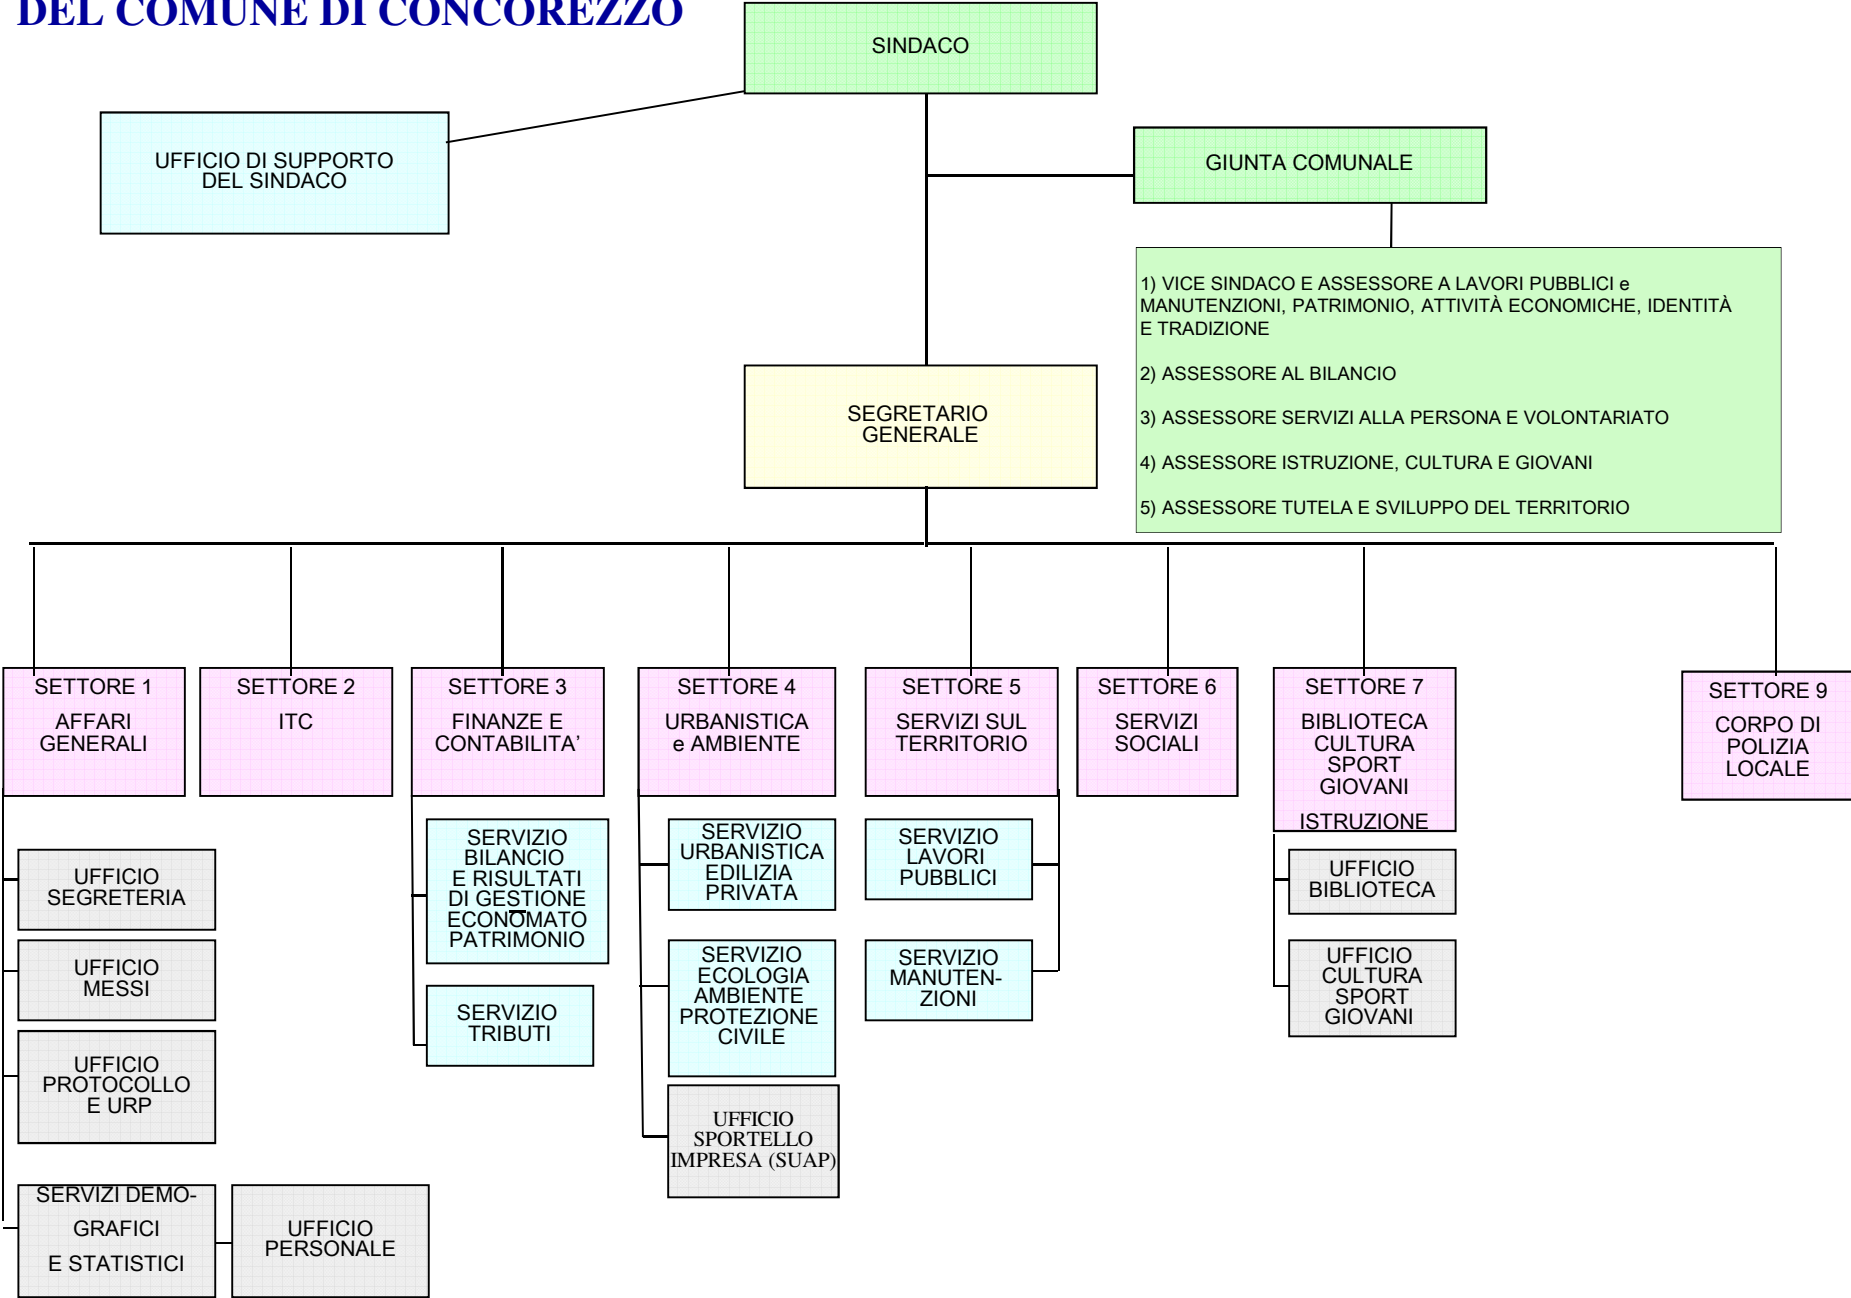 DEL COMUNE DI CONCOREZZO
SINDACO
UFFICIO DI SUPPORTO
DEL SINDACO
GIUNTA COMUNALE
1) VICE SINDACO E ASSESSORE A LAVORI PUBBLICI e
MANUTENZIONI, PATRIMONIO, ATTIVITÀ ECONOMICHE, IDENTITÀ
E TRADIZIONE
2) ASSESSORE AL BILANCIO
3) ASSESSORE SERVIZI ALLA PERSONA E VOLONTARIATO
4) ASSESSORE ISTRUZIONE, CULTURA E GIOVANI
5) ASSESSORE TUTELA E SVILUPPO DEL TERRITORIO
SEGRETARIO
GENERALE
SETTORE 1
AFFARI
GENERALI
SETTORE 2
ITC
SETTORE 3
FINANZE E
CONTABILITA’
SETTORE 4
URBANISTICA
e AMBIENTE
SETTORE 5
SERVIZI SUL
TERRITORIO
SETTORE 6
SERVIZI
SOCIALI
SETTORE 7
BIBLIOTECA
CULTURA
SPORT
GIOVANI
ISTRUZIONE
SETTORE 9
CORPO DI
POLIZIA
LOCALE
UFFICIO
SEGRETERIA
UFFICIO
MESSI
UFFICIO
PROTOCOLLO
E URP
SERVIZI DEMO-
GRAFICI
E STATISTICI
UFFICIO
PERSONALE
SERVIZIO
BILANCIO
E RISULTATI
DI GESTIONE
ECONOMATO
PATRIMONIO
SERVIZIO
TRIBUTI
SERVIZIO
URBANISTICA
EDILIZIA
PRIVATA
SERVIZIO
ECOLOGIA
AMBIENTE
PROTEZIONE
CIVILE
UFFICIO
SPORTELLO
IMPRESA (SUAP)
SERVIZIO
LAVORI
PUBBLICI
SERVIZIO
MANUTEN-
ZIONI
UFFICIO
BIBLIOTECA
UFFICIO
CULTURA
SPORT
GIOVANI